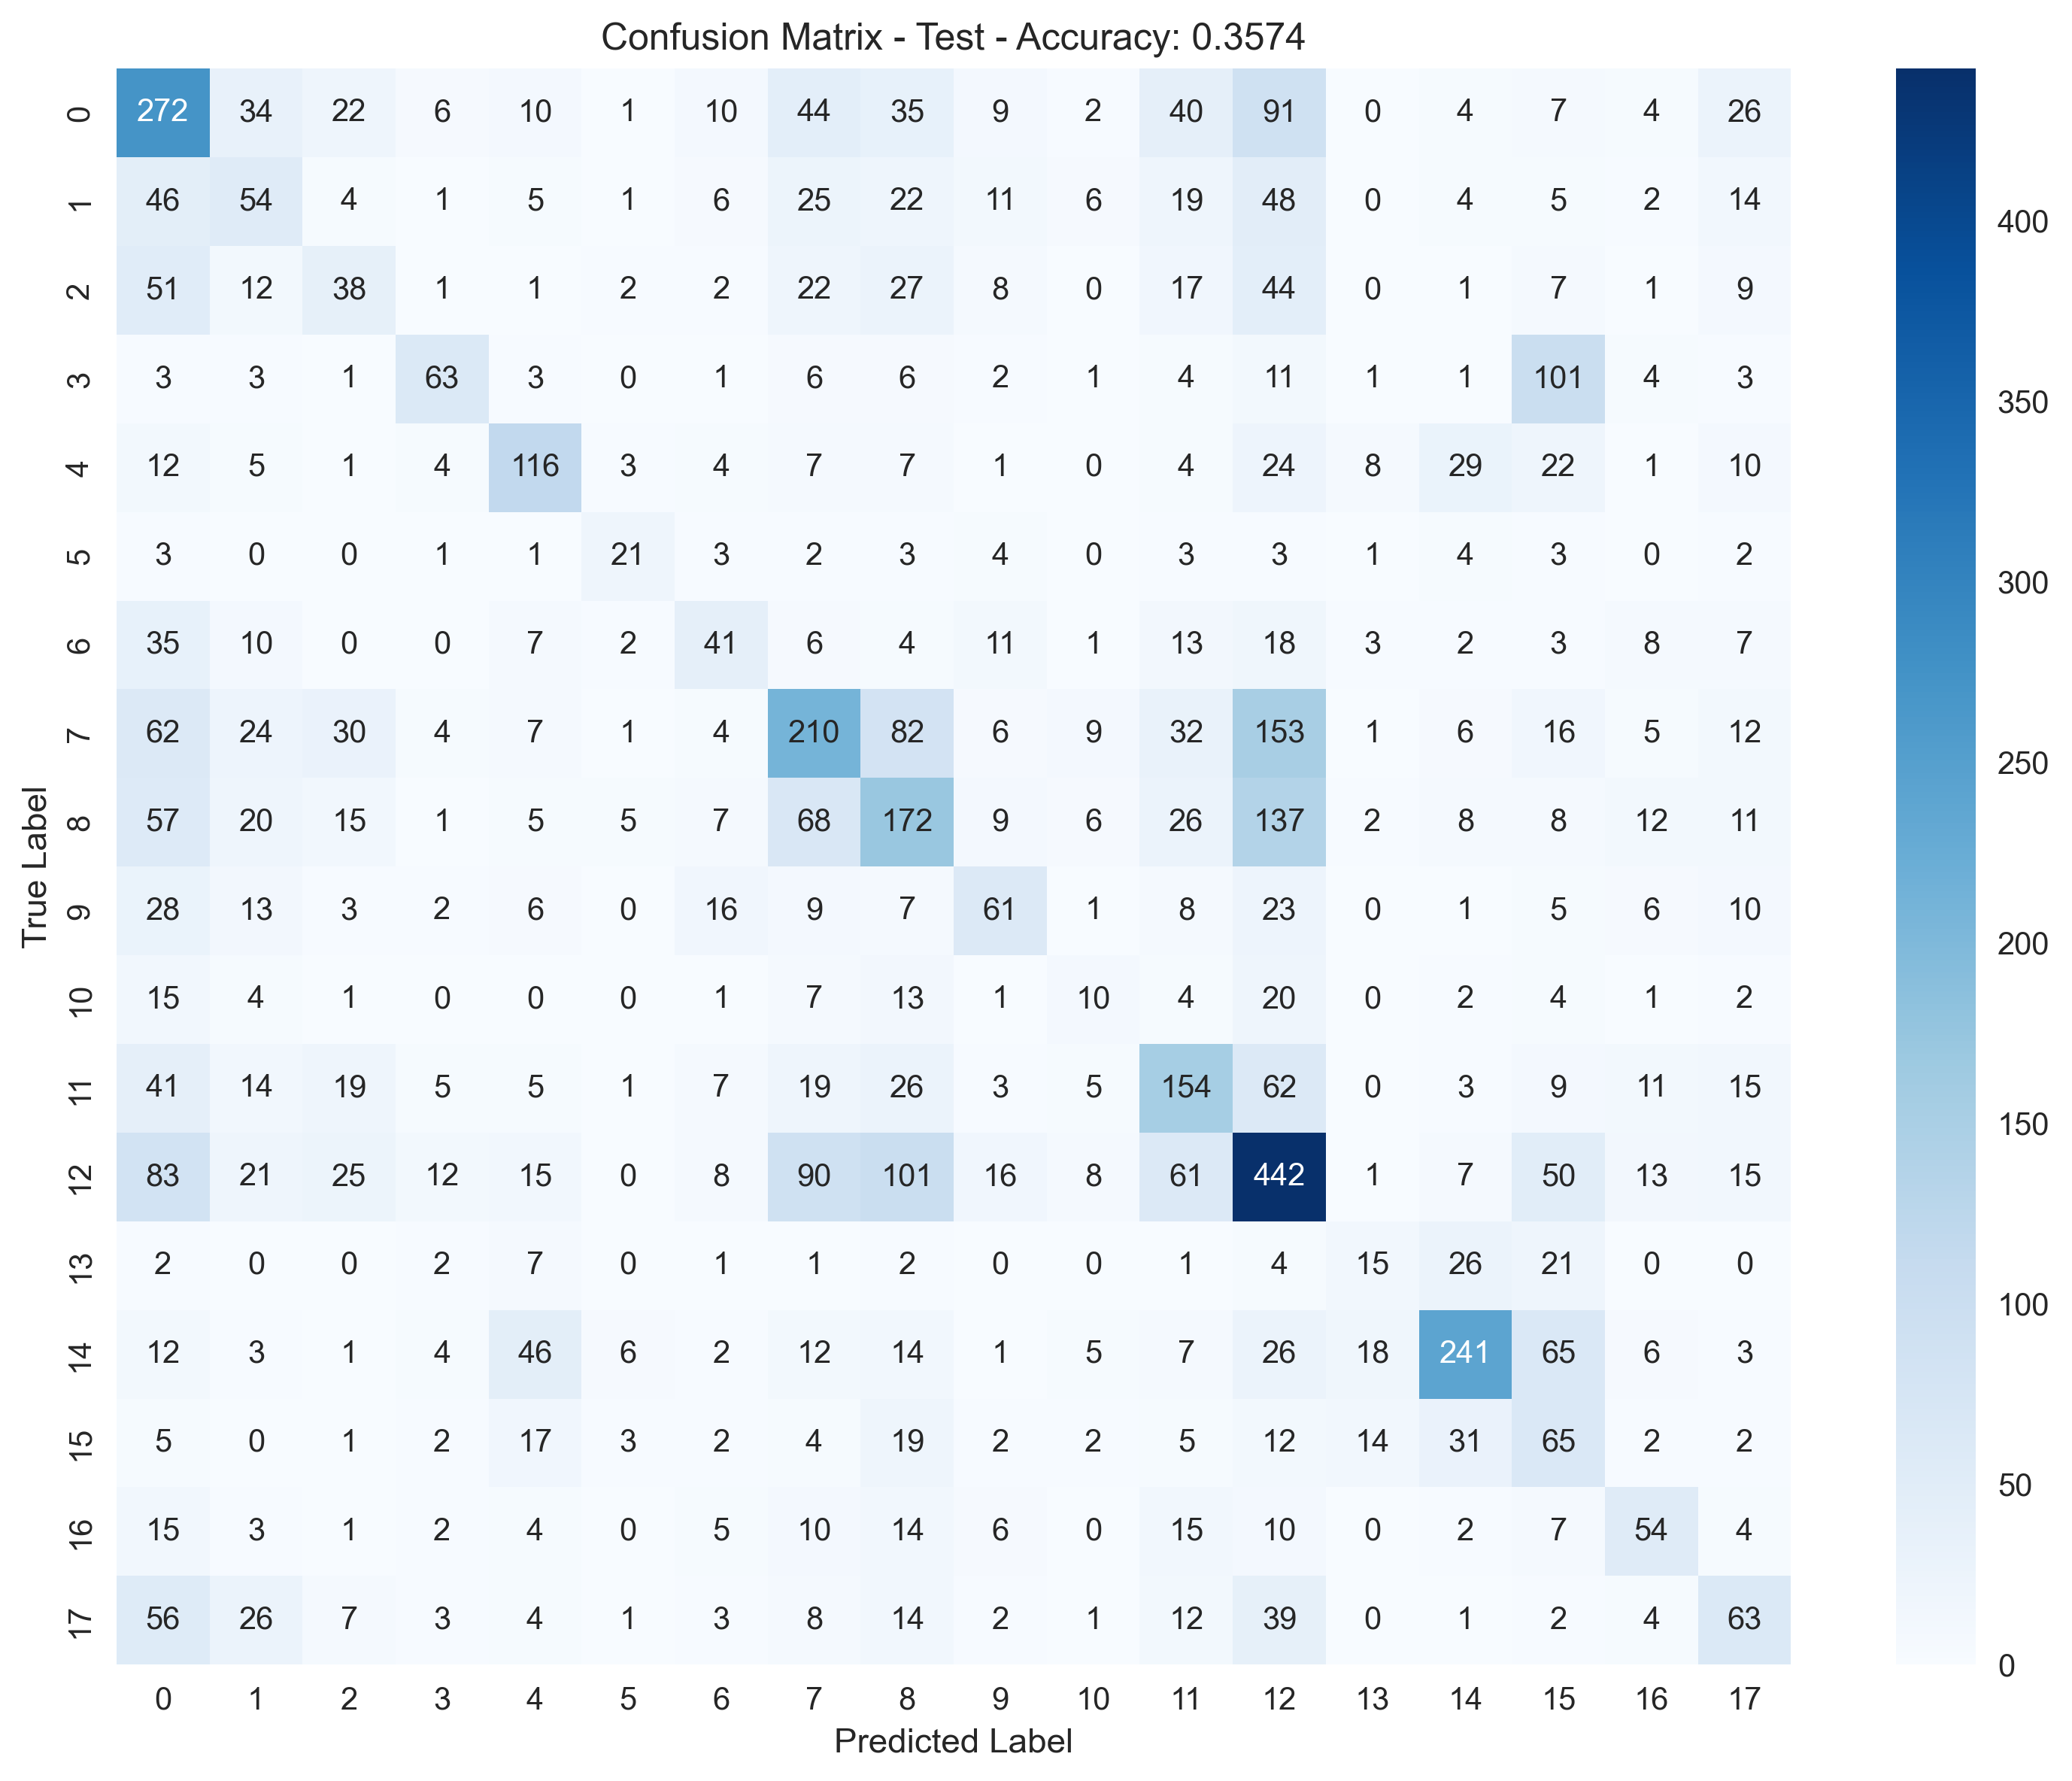 Confusion Matrix - Test - Accuracy: 0.3574
0 272 34 22 6 10 1 10 44 35 9 2 40 91 0 4 7 4 26
1 46 54 4 1 5 1 6 25 22 11 6 19 48 0 4 5 2 14
2 51 12 38 1 1 2 2 22 27 8 0 17 44 0 1 7 1 9
3 3 3 1 63 3 0 1 6 6 2 1 4 11 1 1 101 4 3
4 12 5 1 4 116 3 4 7 7 1 0 4 24 8 29 22 1 10
5 3 0 0 1 1 21 3 2 3 4 0 3 3 1 4 3 0 2
6 35 10 0 0 7 2 41 6 4 11 1 13 18 3 2 3 8 7
7 62 24 30 4 7 1 4 210 82 6 9 32 153 1 6 16 5 12
8 57 20 15 1 5 5 7 68 172 9 6 26 137 2 8 8 12 11
9 28 13 3 2 6 0 16 9 7 61 1 8 23 0 1 5 6 10
10 15 4 1 0 0 0 1 7 13 1 10 4 20 0 2 4 1 2
11 41 14 19 5 5 1 7 19 26 3 5 154 62 0 3 9 11 15
12 83 21 25 12 15 0 8 90 101 16 8 61 442 1 7 50 13 15
13 2 0 0 2 7 0 1 1 2 0 0 1 4 15 26 21 0 0
14 12 3 1 4 46 6 2 12 14 1 5 7 26 18 241 65 6 3
15 5 0 1 2 17 3 2 4 19 2 2 5 12 14 31 65 2 2
16 15 3 1 2 4 0 5 10 14 6 0 15 10 0 2 7 54 4
17 56 26 7 3 4 1 3 8 14 2 1 12 39 0 1 2 4 63
0 1 2 3 4 5 6 7 8 9 10 11 12 13 14 15 16 17
Predicted Label
True Label
400
350
300
250
200
150
100
50
0